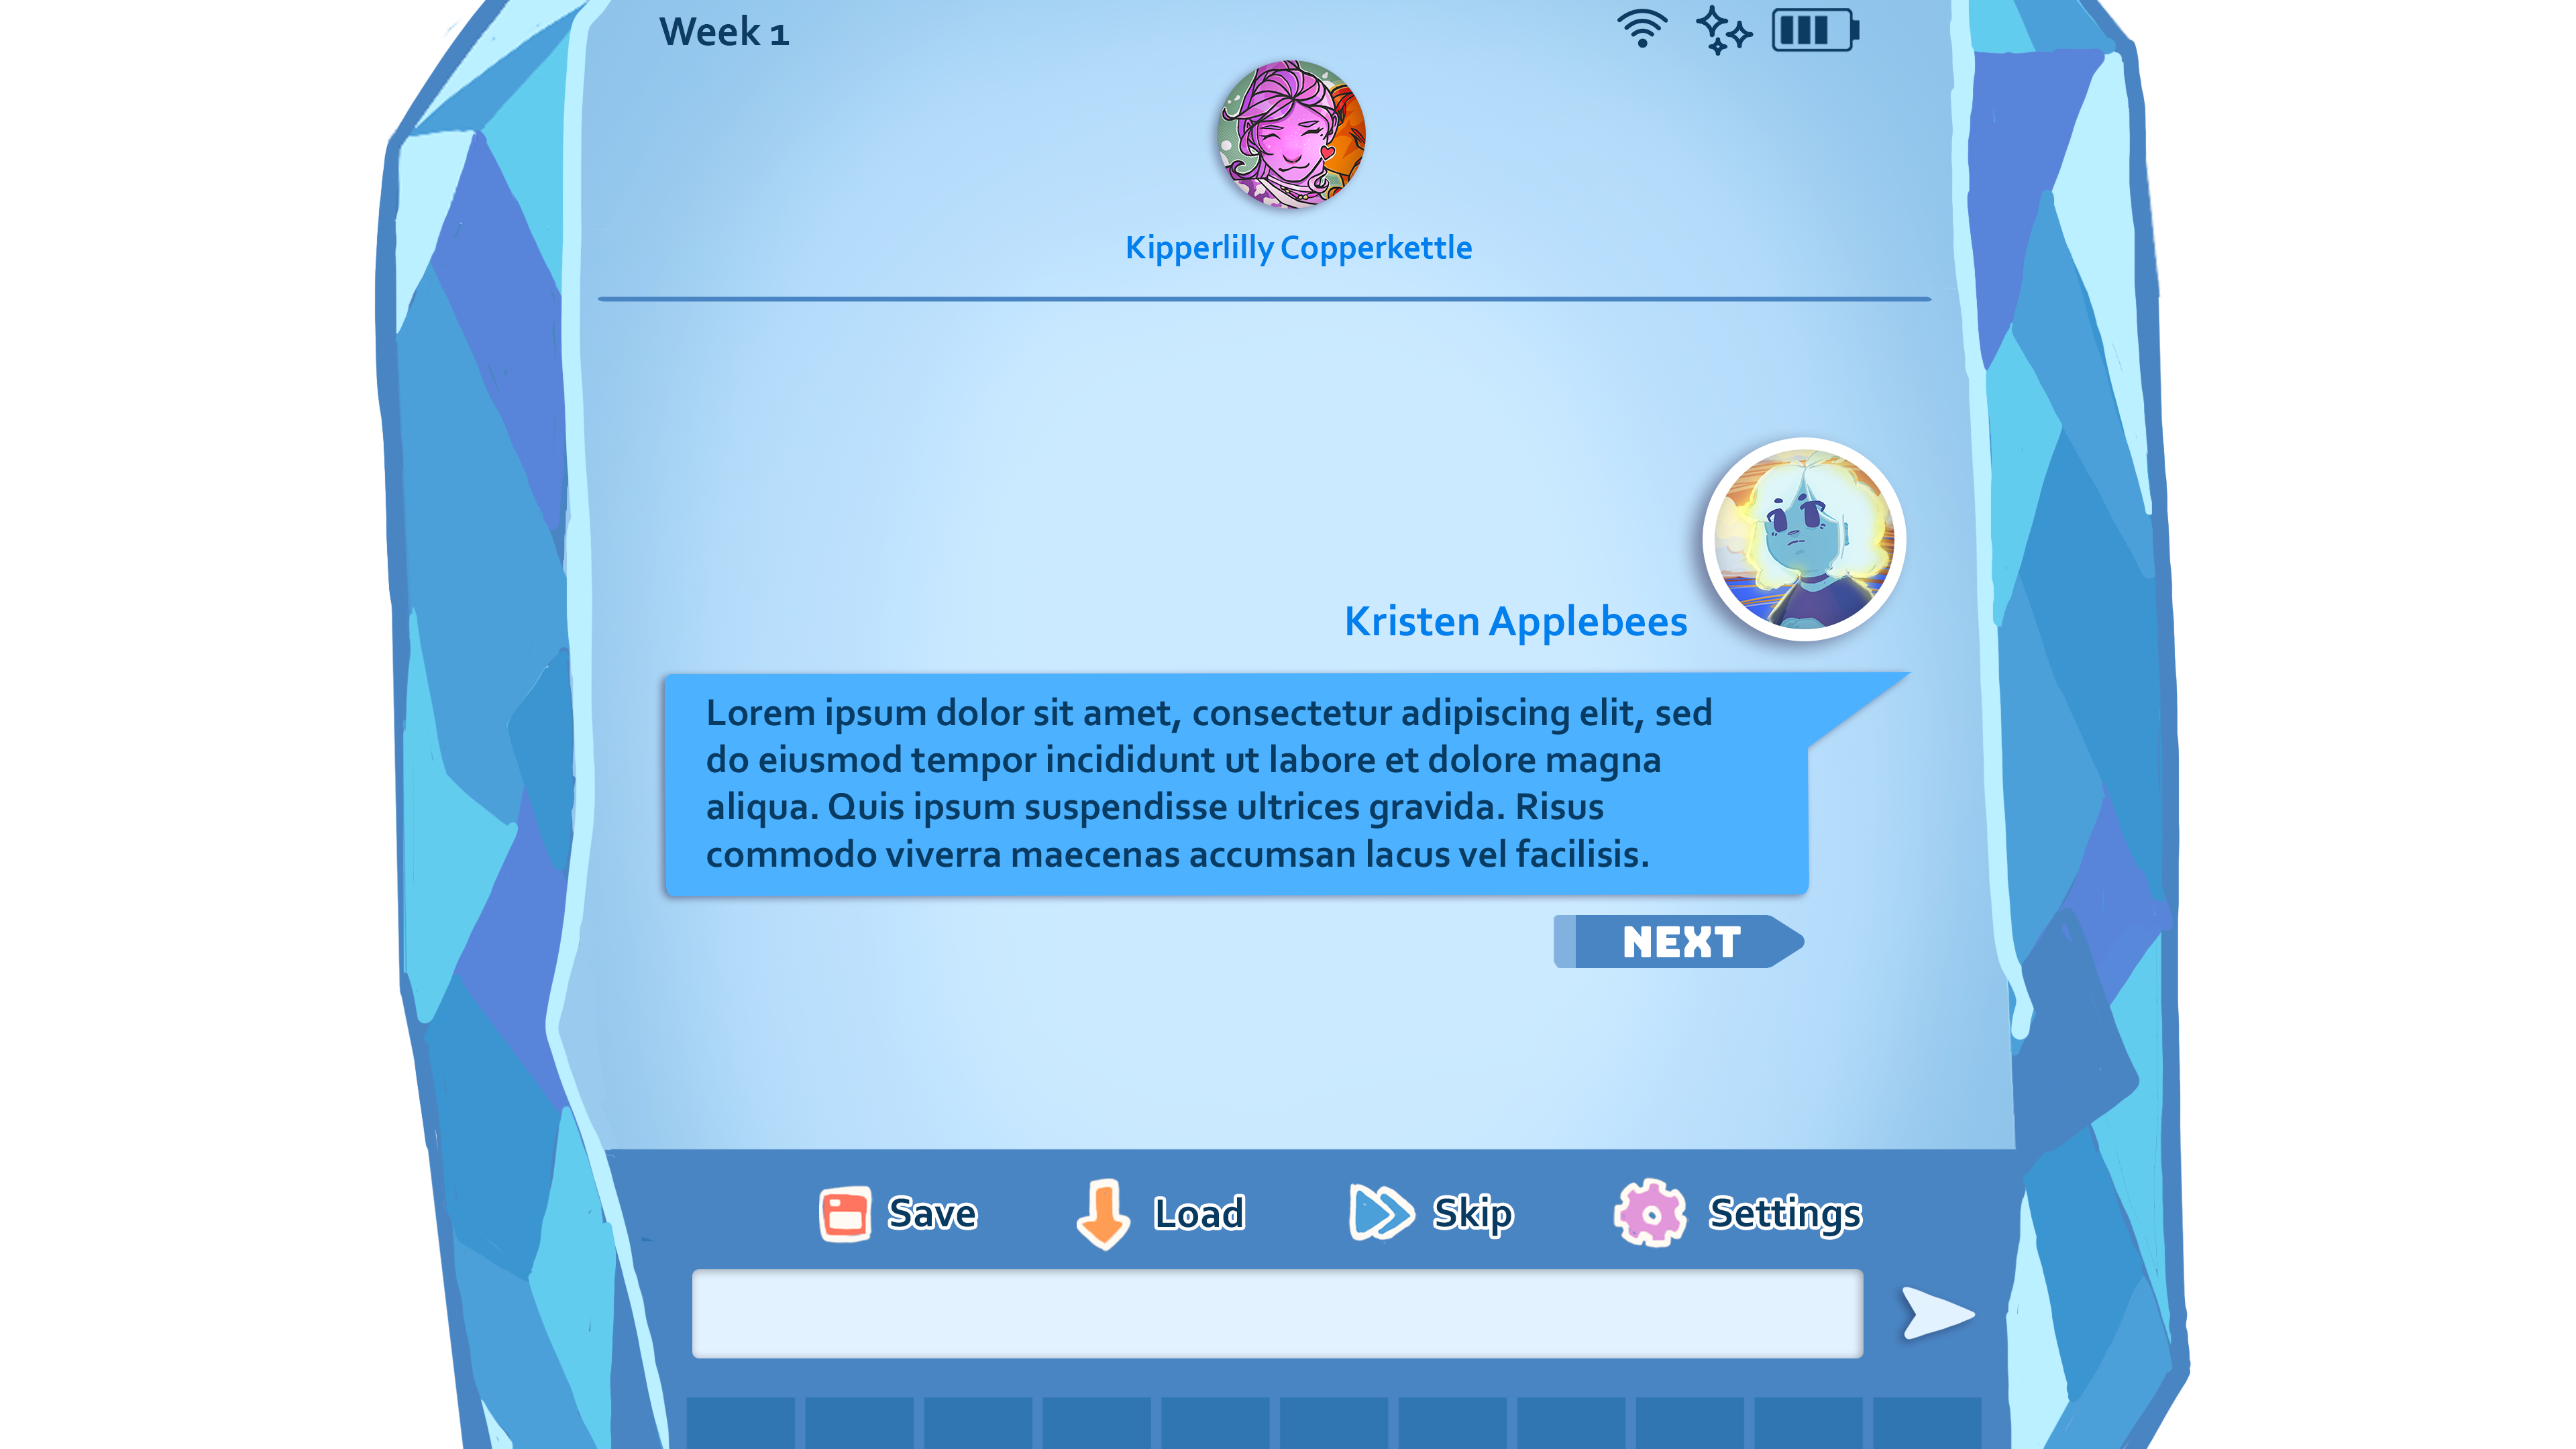 Week 1
Kipperlilly Copperkettle
Kristen Applebees
Lorem ipsum dolor sit amet, consectetur adipiscing elit, sed
do eiusmod tempor incididunt ut labore et dolore magna
aliqua. Quis ipsum suspendisse ultrices gravida. Risus
commodo viverra maecenas accumsan lacus vel facilisis.
NEXT
Save Load Skip Settings